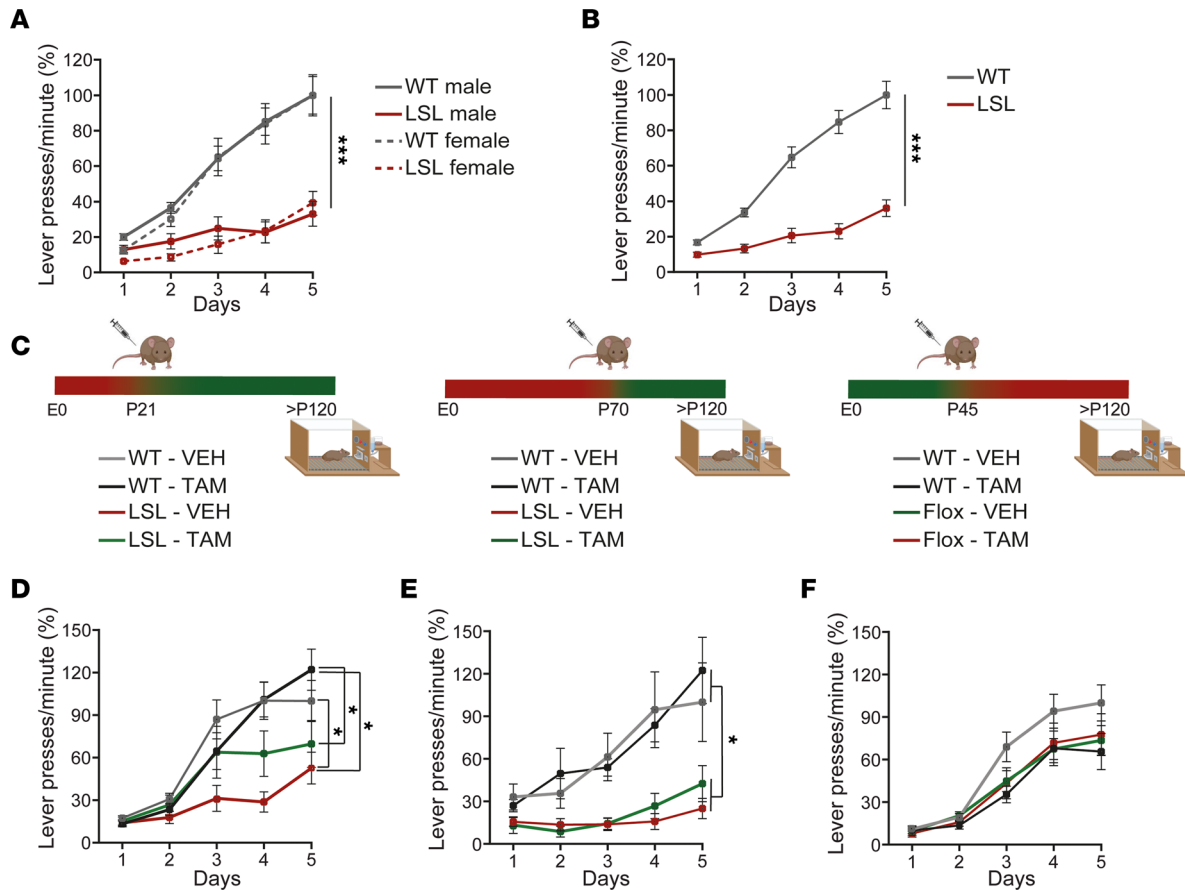 A
Lever presses/minute (%)
120
100
80
60
40
20
0
1 2 3 4 5
Days
WT male
LSL male
WT female
LSL female
***
B
Lever presses/minute (%)
120
100
80
60
40
20
0
1 2 3 4 5
Days
WT
LSL
***
C
E0 P21 >P120
WT - VEH
WT - TAM
LSL - VEH
LSL - TAM
E0 P70 >P120
WT - VEH
WT - TAM
LSL - VEH
LSL - TAM
E0 P45 >P120
WT - VEH
WT - TAM
Flox - VEH
Flox - TAM
D
Lever presses/minute (%)
150
120
90
60
30
0
1 2 3 4 5
Days
*
*
*
E
Lever presses/minute (%)
150
120
90
60
30
0
1 2 3 4 5
Days
*
F
Lever presses/minute (%)
150
120
90
60
30
0
1 2 3 4 5
Days